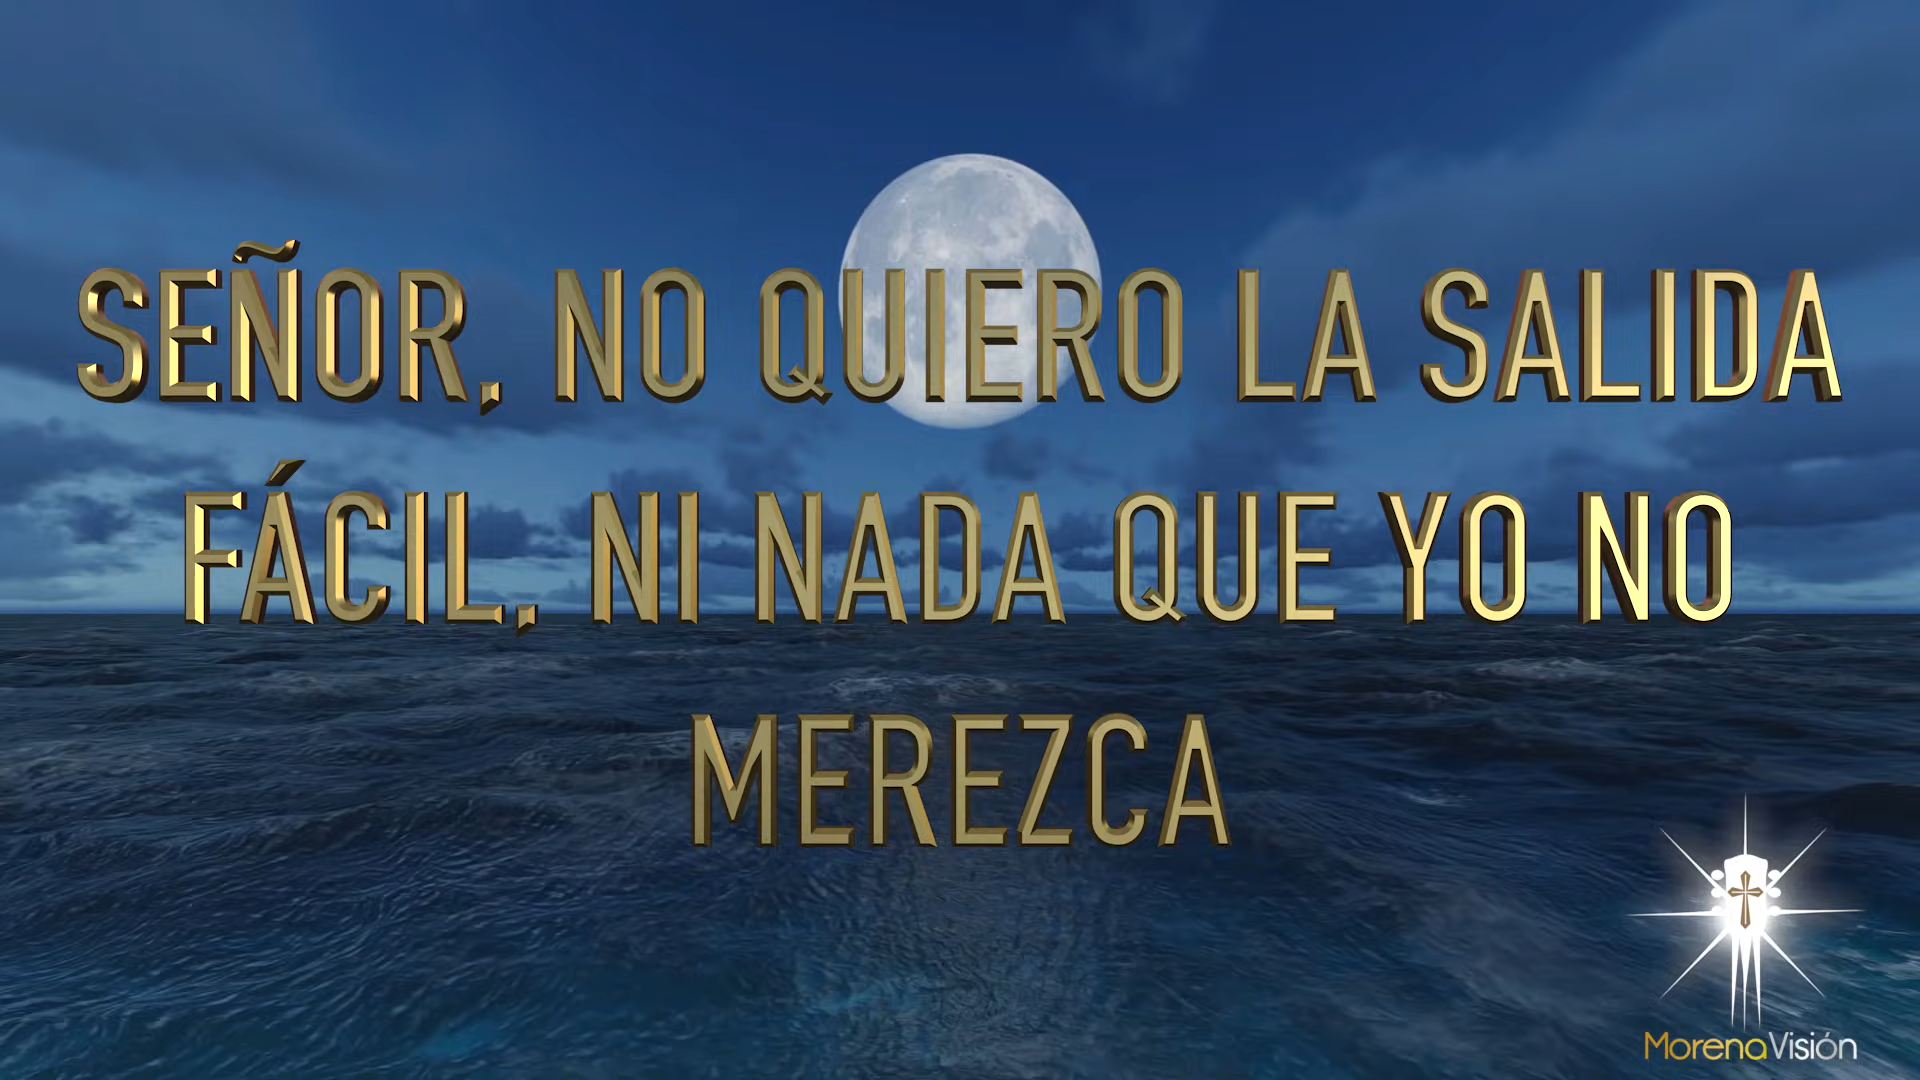 SEÑOR, NO QUIERO LA SALIDA
FÁCIL, NI NADA QUE YO NO
MEREZCA
MorenaVisión